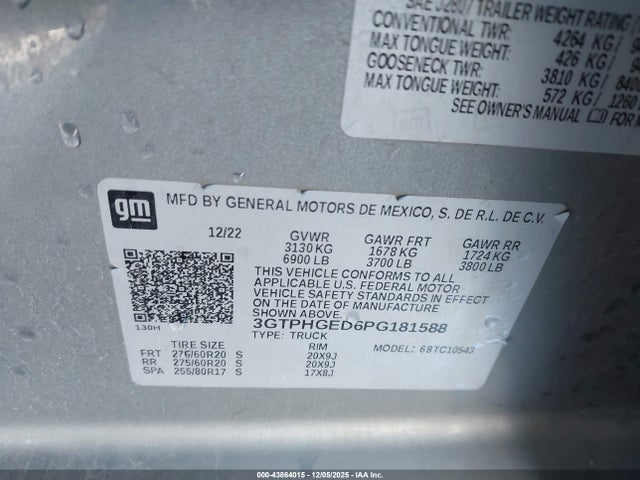 SAE J2807 TRAILER WEIGHT RATING
CONVENTIONAL TWR: 4264 KG /
MAX TONGUE WEIGHT: 426 KG /
GOOSENECK TWR: 3810 KG / 8400
MAX TONGUE WEIGHT: 572 KG / 1260
SEE OWNER'S MANUAL FOR
gm
MFD BY GENERAL MOTORS DE MEXICO, S. DE R.L. DE C.V.
12/22 GVWR GAWR FRT GAWR RR
3130 KG 1678 KG 1724 KG
6900 LB 3700 LB 3800 LB
THIS VEHICLE CONFORMS TO ALL
APPLICABLE U.S. FEDERAL MOTOR
VEHICLE SAFETY STANDARDS IN EFFECT
ON THE DATE OF MANUFACTURE
SHOWN ABOVE.
3GTPHGED6PG181588
130H
TYPE: TRUCK
TIRE SIZE RIM MODEL: 68TC10543
FRT 275/60R20 S 20X9J
RR 275/60R20 S 20X9J
SPA 255/80R17 S 17X8J
000-43864015 - 12/05/2025 - IAAI.COM